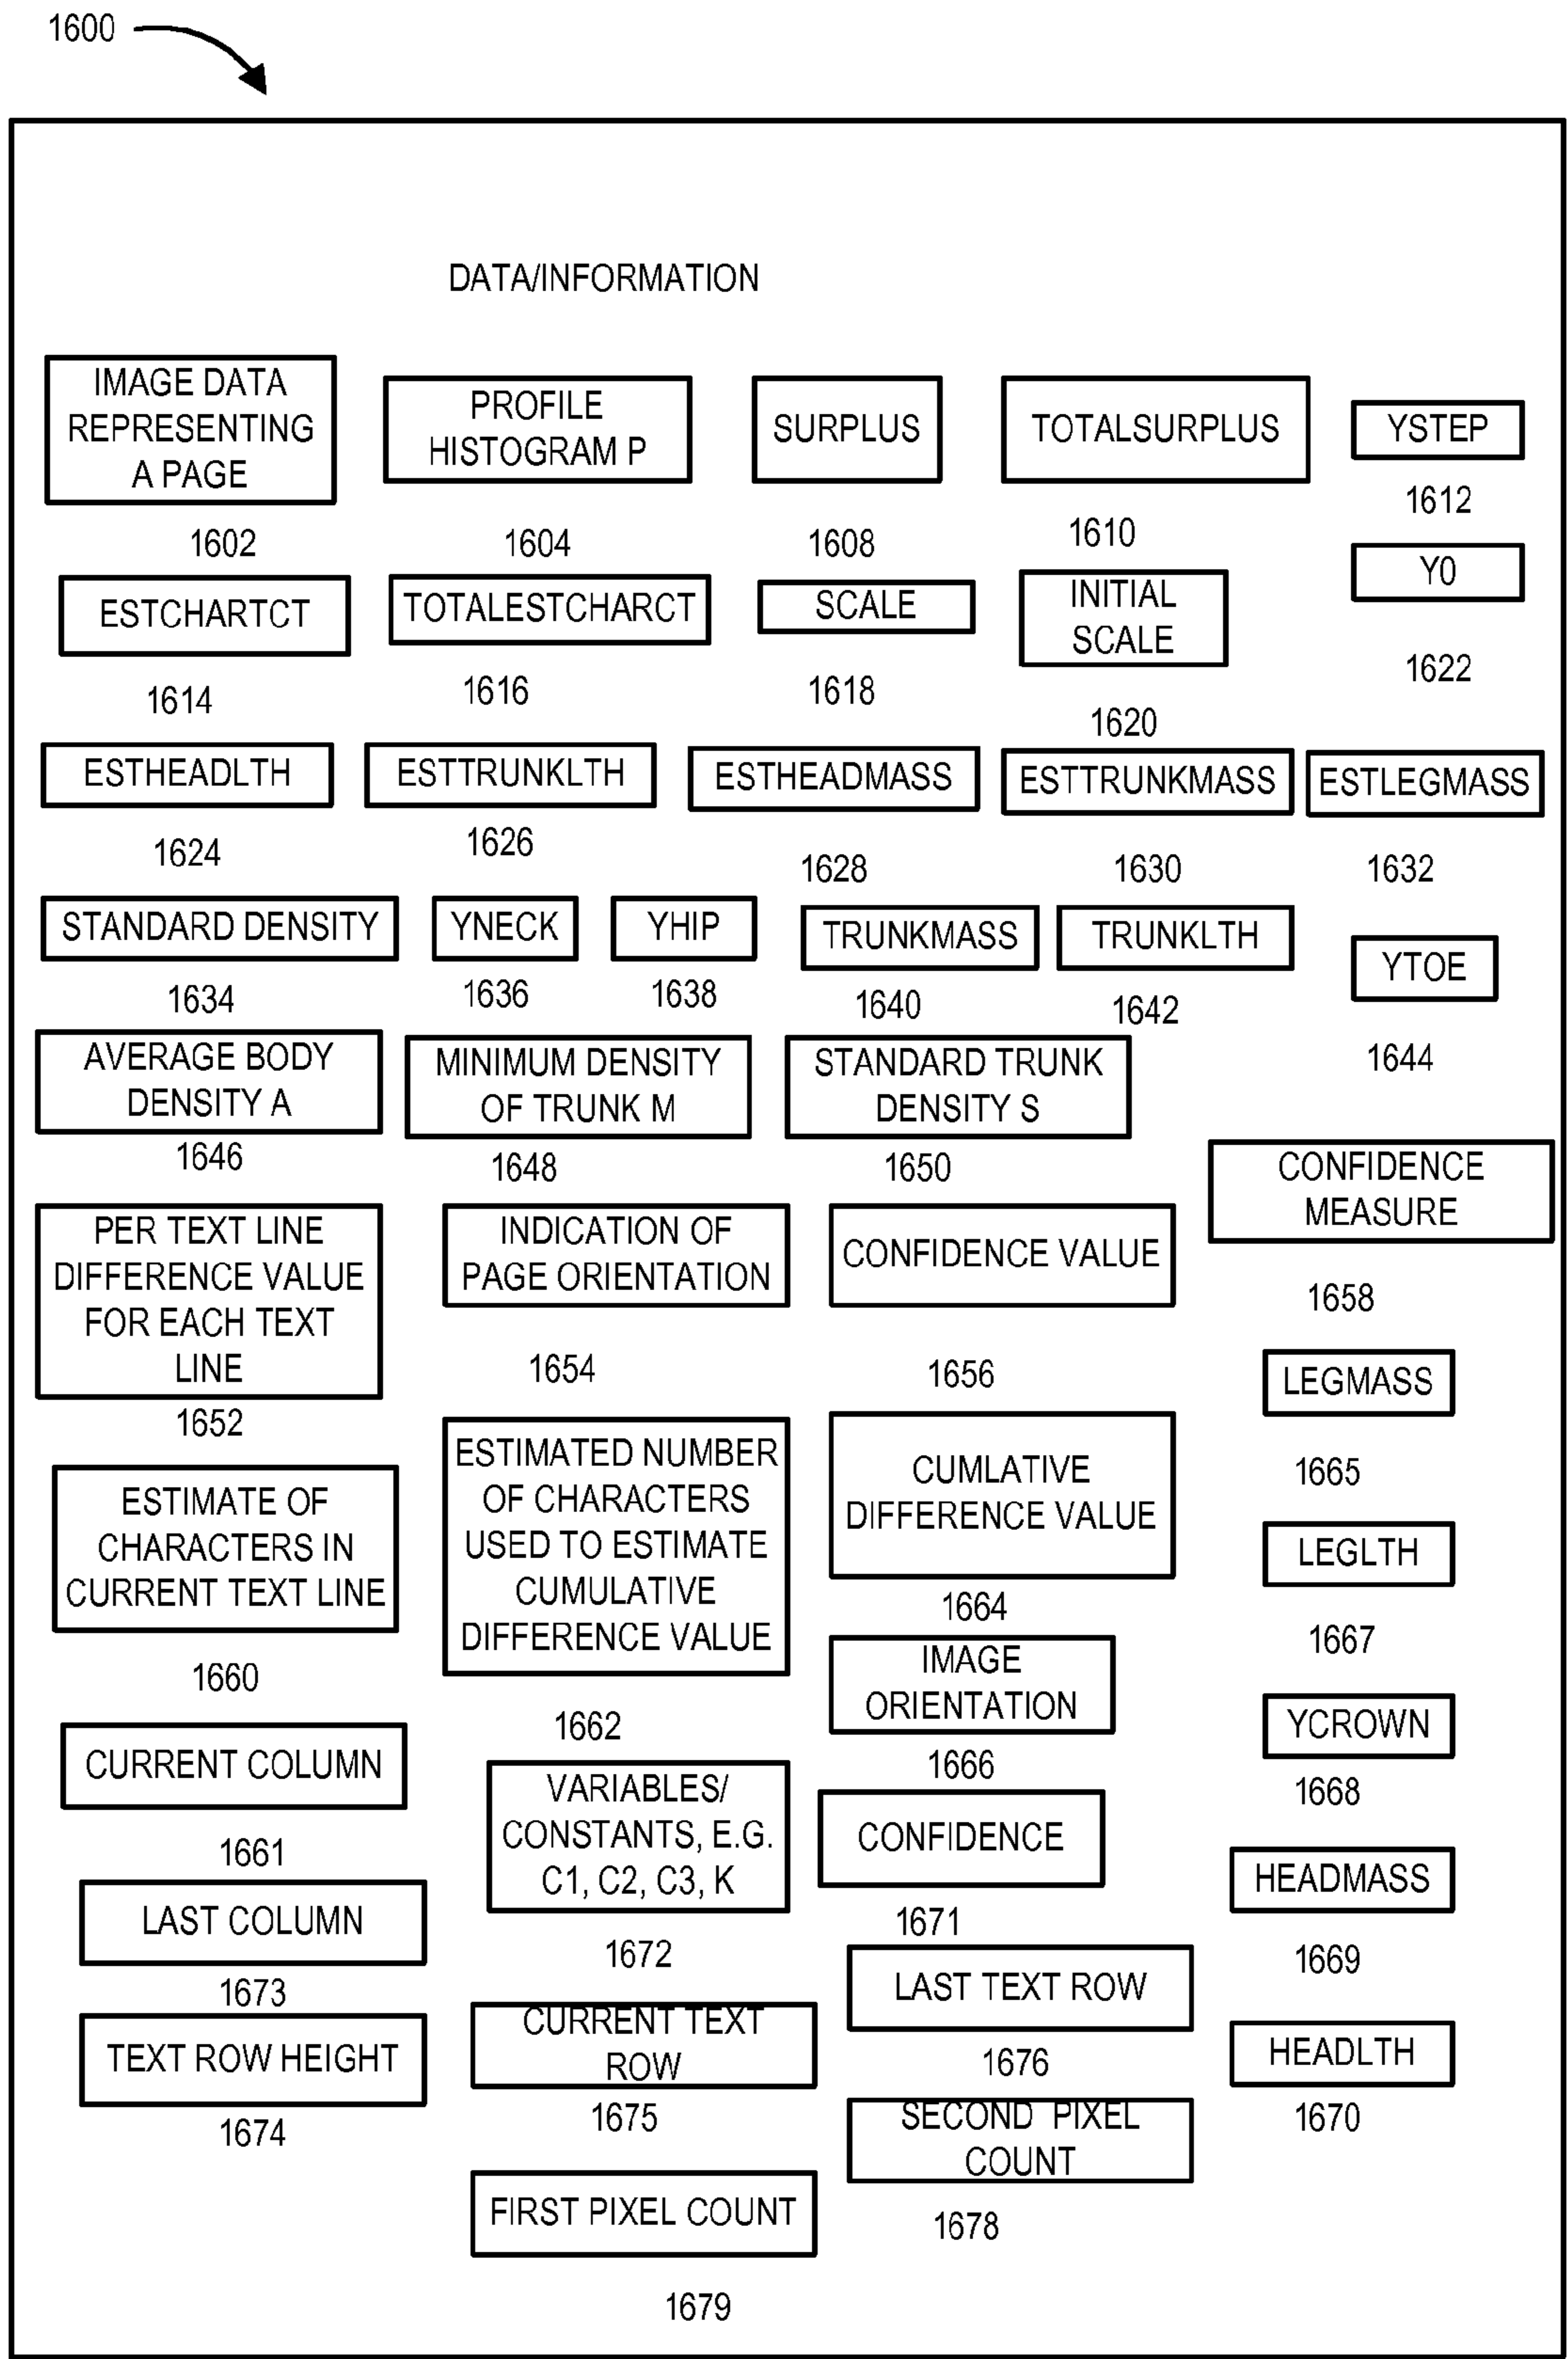 1600
DATA/INFORMATION
IMAGE DATA
REPRESENTING
A PAGE
1602
PROFILE
HISTOGRAM P
1604
SURPLUS
1608
TOTALSURPLUS
1610
YSTEP
1612
ESTCHARTCT
1614
TOTALESTCHARCT
1616
SCALE
1618
INITIAL
SCALE
1620
Y0
1622
ESTHEADLTH
1624
ESTTRUNKLTH
1626
ESTHEADMASS
1628
ESTTRUNKMASS
1630
ESTLEGMASS
1632
STANDARD DENSITY
1634
YNECK
1636
YHIP
1638
TRUNKMASS
1640
TRUNKLTH
1642
YTOE
1644
AVERAGE BODY
DENSITY A
1646
MINIMUM DENSITY
OF TRUNK M
1648
STANDARD TRUNK
DENSITY S
1650
PER TEXT LINE
DIFFERENCE VALUE
FOR EACH TEXT
LINE
1652
INDICATION OF
PAGE ORIENTATION
1654
CONFIDENCE VALUE
1656
CONFIDENCE
MEASURE
1658
ESTIMATE OF
CHARACTERS IN
CURRENT TEXT LINE
1660
ESTIMATED NUMBER
OF CHARACTERS
USED TO ESTIMATE
CUMULATIVE
DIFFERENCE VALUE
1662
CUMLATIVE
DIFFERENCE VALUE
1664
LEGMASS
1665
LEGLTH
1667
IMAGE
ORIENTATION
1666
YCROWN
1668
CURRENT COLUMN
1661
VARIABLES/
CONSTANTS, E.G.
C1, C2, C3, K
1672
CONFIDENCE
1671
HEADMASS
1669
LAST COLUMN
1673
LAST TEXT ROW
1676
HEADLTH
1670
TEXT ROW HEIGHT
1674
CURRENT TEXT
ROW
1675
SECOND PIXEL
COUNT
1678
FIRST PIXEL COUNT
1679